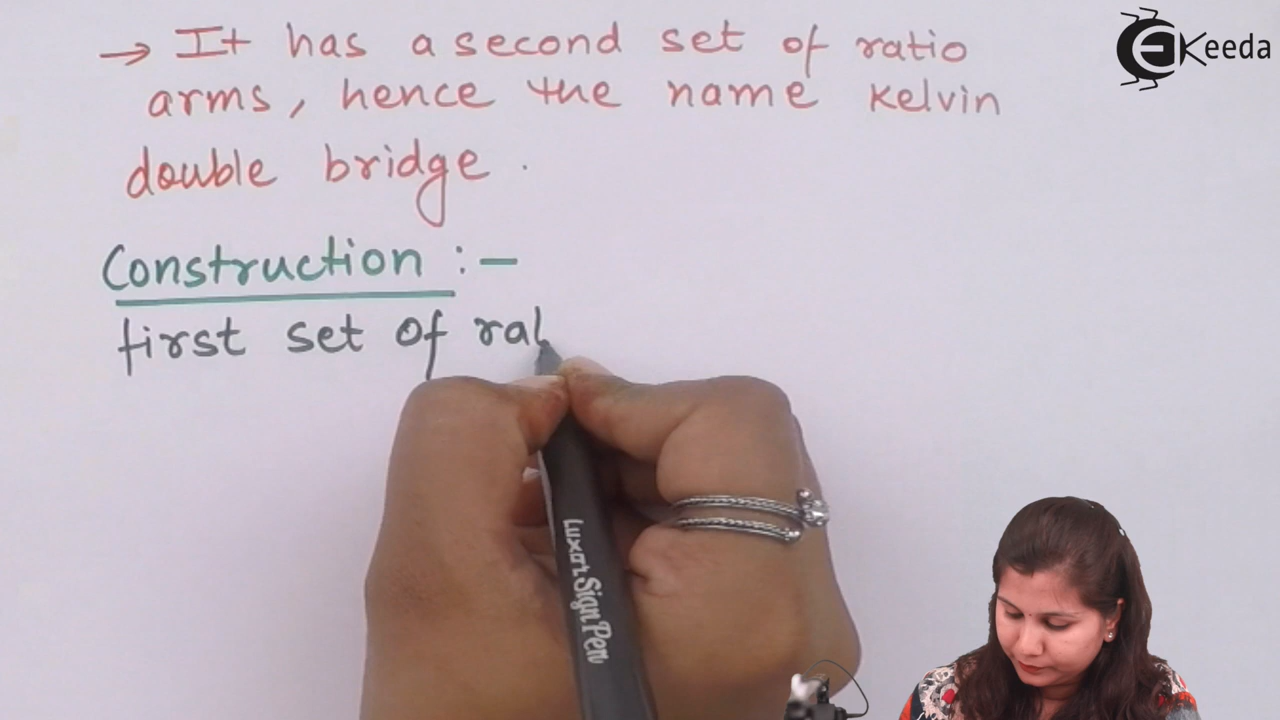 → It has a second set of ratio
arms, hence the name Kelvin
double bridge.
Construction :-
first set of rat
EKeeda
Luxor Sign Pen